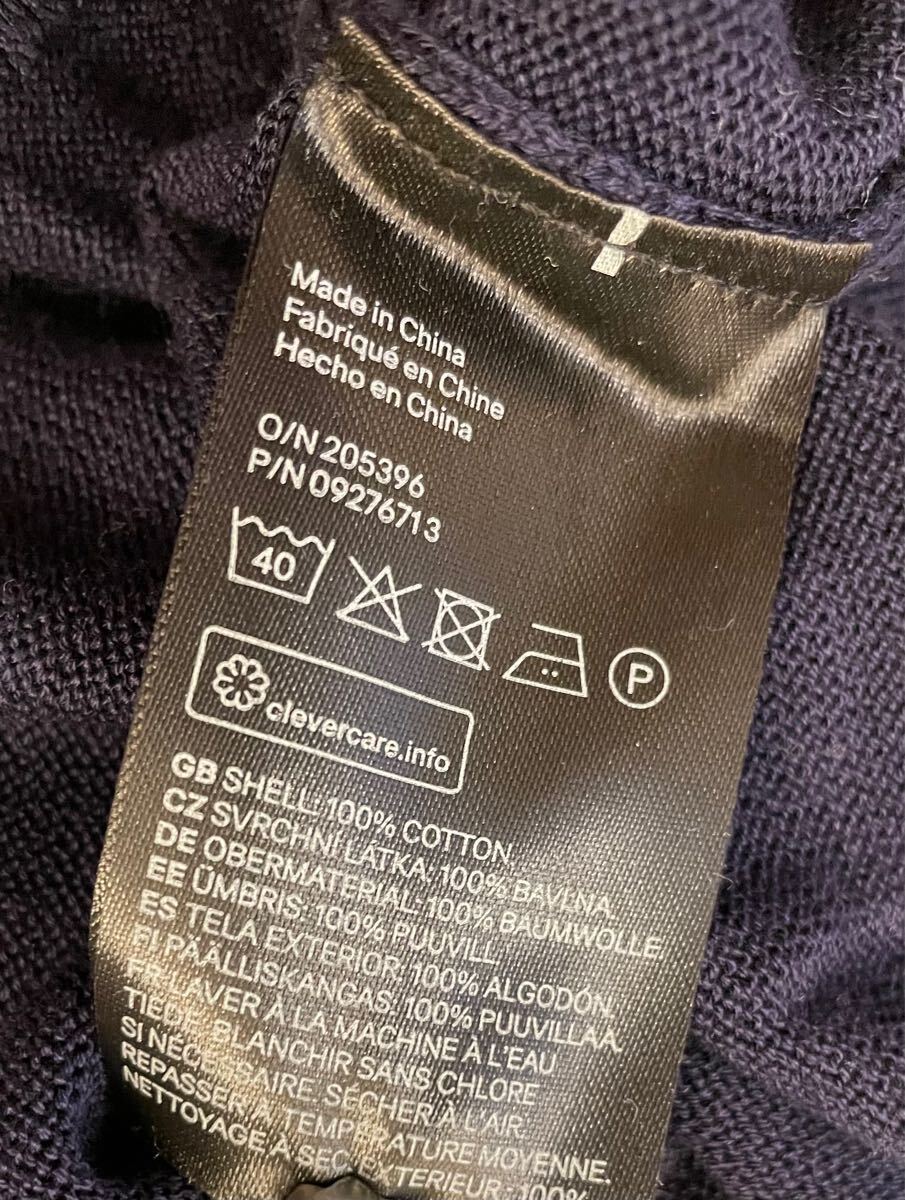 Made in China
Fabriqué en Chine
Hecho en China
O/N 205396
P/N 09276713
40
P
clevercare.info
GB SHELL: 100% COTTON
CZ SVRCHNÍ LÁTKA: 100% BAVLNA
DE OBERMATERIAL: 100% BAUMWOLLE
EE ÜMBRIS: 100% PUUVILL
ES TELA EXTERIOR: 100% ALGODÓN,
FI PÄÄLLISKANGAS: 100% PUUVILLAA
FR LAVER À LA MACHINE À L'EAU
TIÈDE, BLANCHIR SANS CHLORE
SI NÉCESSAIRE, SÉCHER À L'AIR,
REPASSER À TEMPÉRATURE MOYENNE.
NETTOYAGE À SEC, EXTÉRIEUR: 100%